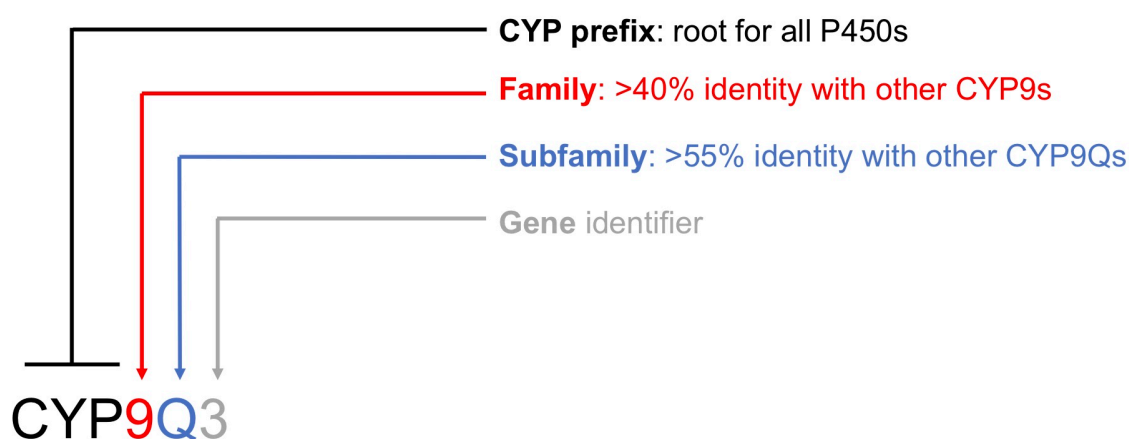 CYP prefix: root for all P450s
Family: >40% identity with other CYP9s
Subfamily: >55% identity with other CYP9Qs
Gene identifier
CYP9Q3